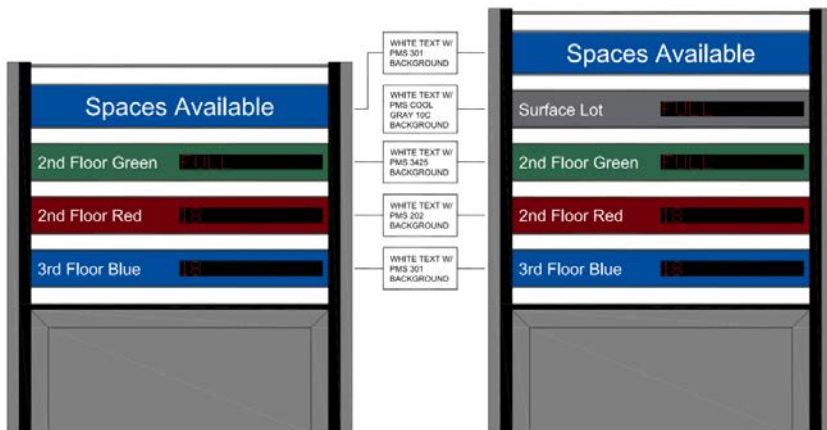 Spaces Available
2nd Floor Green FULL
2nd Floor Red 18
3rd Floor Blue 18
WHITE TEXT W/
PMS 301
BACKGROUND
WHITE TEXT W/
PMS COOL
GRAY 10C
BACKGROUND
WHITE TEXT W/
PMS 3425
BACKGROUND
WHITE TEXT W/
PMS 202
BACKGROUND
WHITE TEXT W/
PMS 301
BACKGROUND
Spaces Available
Surface Lot FULL
2nd Floor Green FULL
2nd Floor Red 18
3rd Floor Blue 18